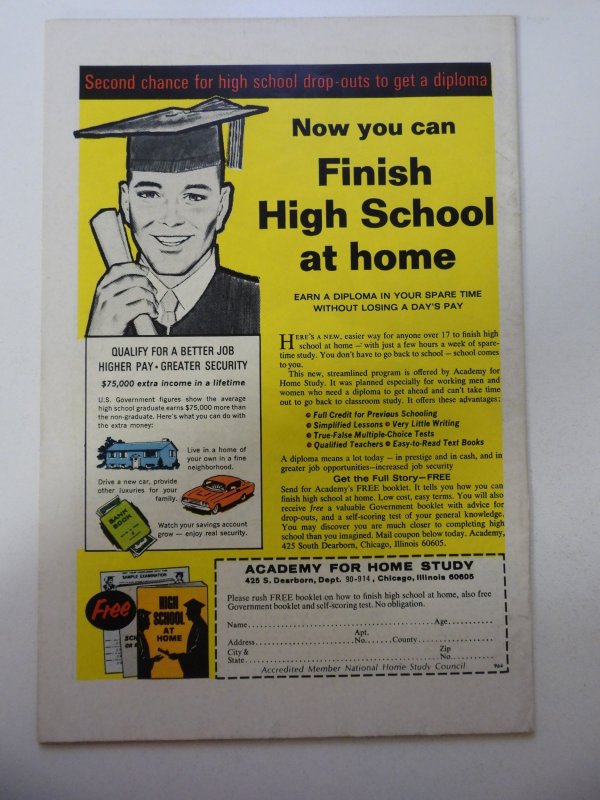 Second chance for high school drop-outs to get a diploma
Now you can
Finish
High School
at home
EARN A DIPLOMA IN YOUR SPARE TIME
WITHOUT LOSING A DAY'S PAY
QUALIFY FOR A BETTER JOB
HIGHER PAY • GREATER SECURITY
$75,000 extra income in a lifetime
U.S. Government figures show the average
high school graduate earns $75,000 more than
the non-graduate. Here's what you can do with
the extra money:
Live in a home of
your own in a fine
neighborhood.
Drive a new car, provide
other luxuries for your
family.
BANK
BOOK
Watch your savings account
grow — enjoy real security.
HERE'S A NEW, easier way for anyone over 17 to finish high
school at home — with just a few hours a week of spare-
time study. You don't have to go back to school — school comes
to you.
This new, streamlined program is offered by Academy for
Home Study. It was planned especially for working men and
women who need a diploma to get ahead and can't take time
out to go back to classroom study. It offers these advantages:
• Full Credit for Previous Schooling
• Simplified Lessons • Very Little Writing
• True-False Multiple-Choice Tests
• Qualified Teachers • Easy-to-Read Text Books
A diploma means a lot today — in prestige and in cash, and in
greater job opportunities—increased job security
Get the Full Story—FREE
Send for Academy's FREE booklet. It tells you how you can
finish high school at home. Low cost, easy terms. You will also
receive free a valuable Government booklet with advice for
drop-outs, and a self-scoring test of your general knowledge.
You may discover you are much closer to completing high
school than you imagined. Mail coupon below today. Academy,
425 South Dearborn, Chicago, Illinois 60605.
SAMPLE EXAMINATION
Free
HIGH
SCHOOL
AT
HOME
ACADEMY FOR HOME STUDY
425 S. Dearborn, Dept. 90-914, Chicago, Illinois 60605
Please rush FREE booklet on how to finish high school at home, also free
Government booklet and self-scoring test. No obligation.
Name.......................................Age...........
Apt.
Address.......................No.......County............
City & Zip
State.......................................No...........
Accredited Member National Home Study Council
964